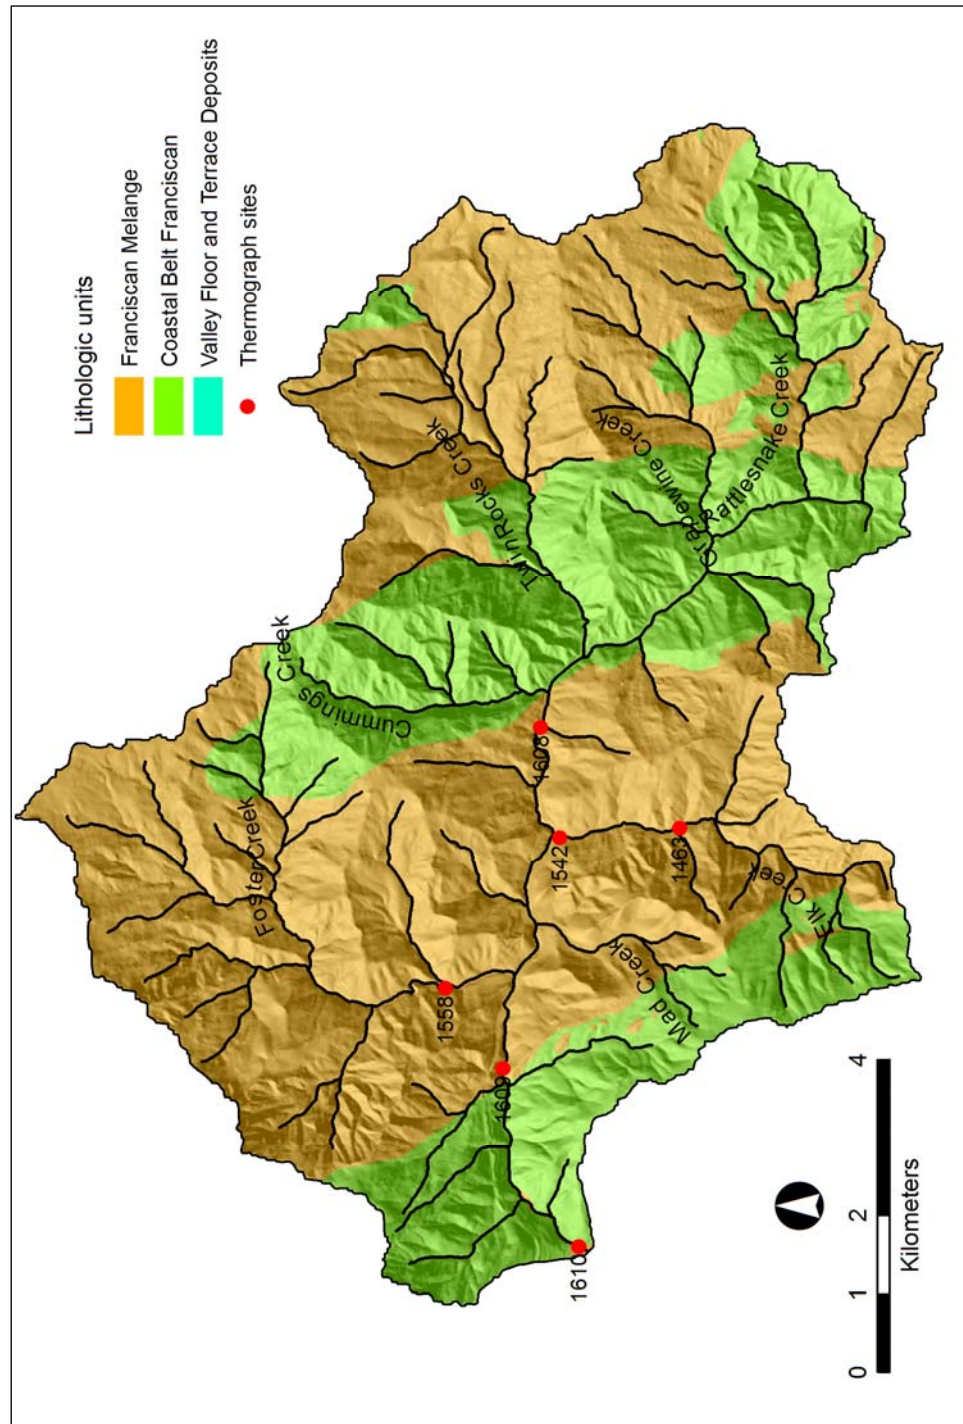 Lithologic units
Franciscan Melange
Coastal Belt Franciscan
Valley Floor and Terrace Deposits
Thermograph sites
Foster Creek
Cummings Creek
Twin Rocks Creek
Grapewine Creek
Rattlesnake Creek
Elk Creek
Mad Creek
1558
1609
1610
1542
1608
1463
0 1 2 4
Kilometers